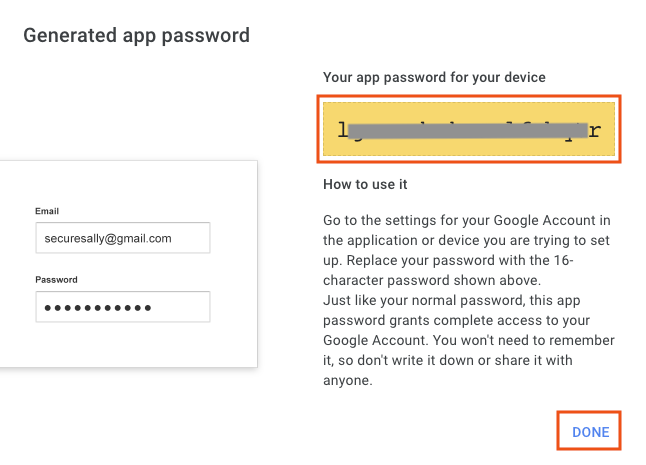 Generated app password
Your app password for your device
How to use it
Email
securesally@gmail.com
Go to the settings for your Google Account in
the application or device you are trying to set
up. Replace your password with the 16-
character password shown above.
Password
Just like your normal password, this app
password grants complete access to your
Google Account. You won't need to remember
it, so don't write it down or share it with
anyone.
DONE